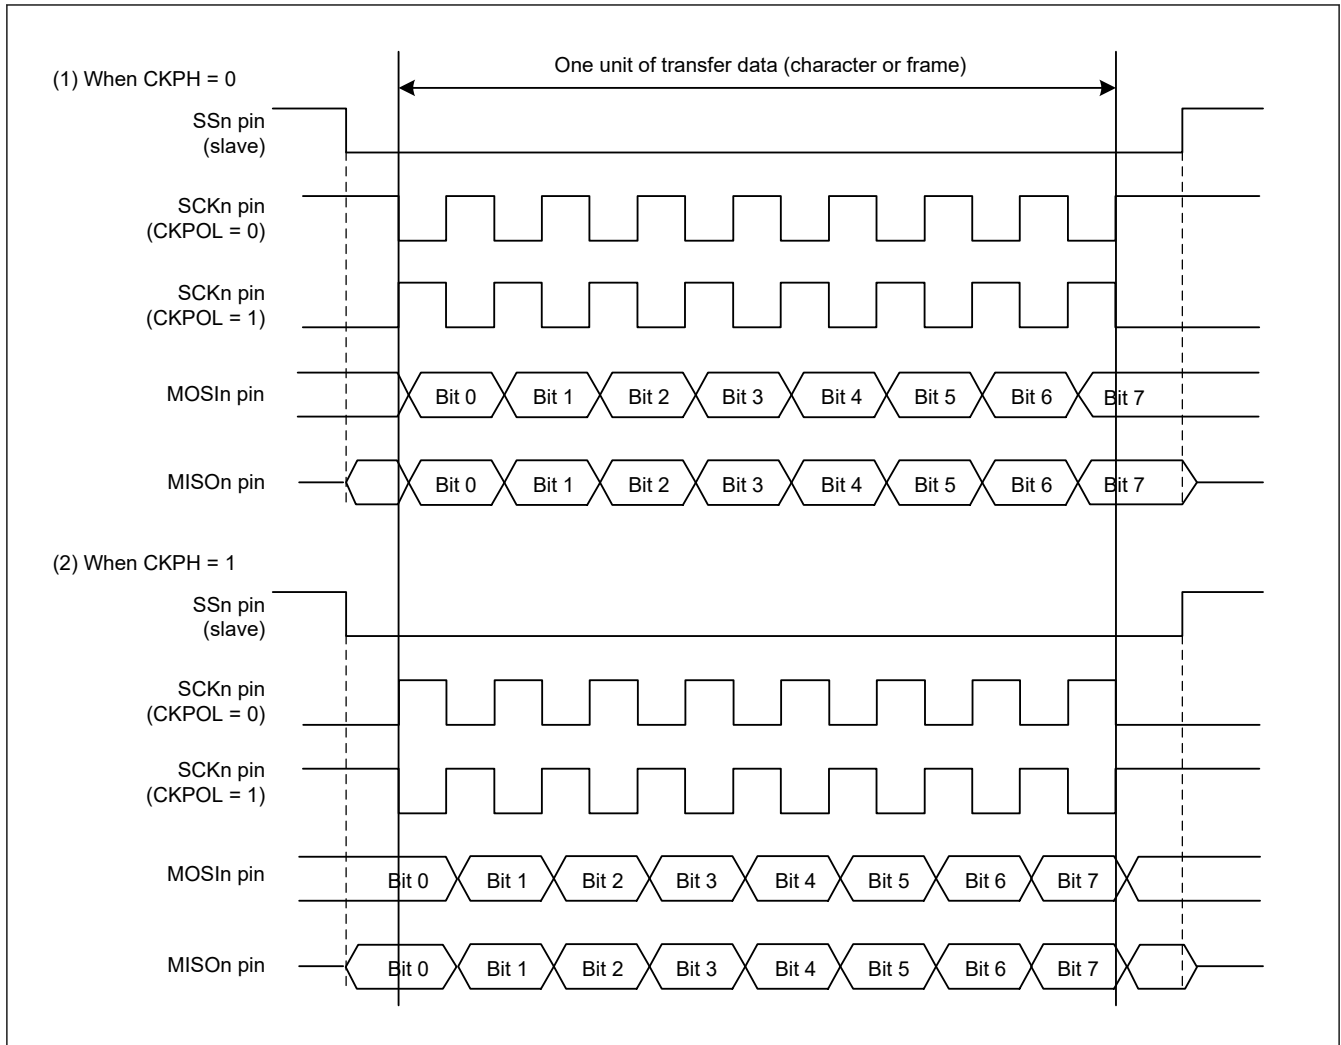 One unit of transfer data (character or frame)
(1) When CKPH = 0
SSn pin
(slave)
SCKn pin
(CKPOL = 0)
SCKn pin
(CKPOL = 1)
MOSIn pin Bit 0 Bit 1 Bit 2 Bit 3 Bit 4 Bit 5 Bit 6 Bit 7
MISOn pin Bit 0 Bit 1 Bit 2 Bit 3 Bit 4 Bit 5 Bit 6 Bit 7
(2) When CKPH = 1
SSn pin
(slave)
SCKn pin
(CKPOL = 0)
SCKn pin
(CKPOL = 1)
MOSIn pin Bit 0 Bit 1 Bit 2 Bit 3 Bit 4 Bit 5 Bit 6 Bit 7
MISOn pin Bit 0 Bit 1 Bit 2 Bit 3 Bit 4 Bit 5 Bit 6 Bit 7